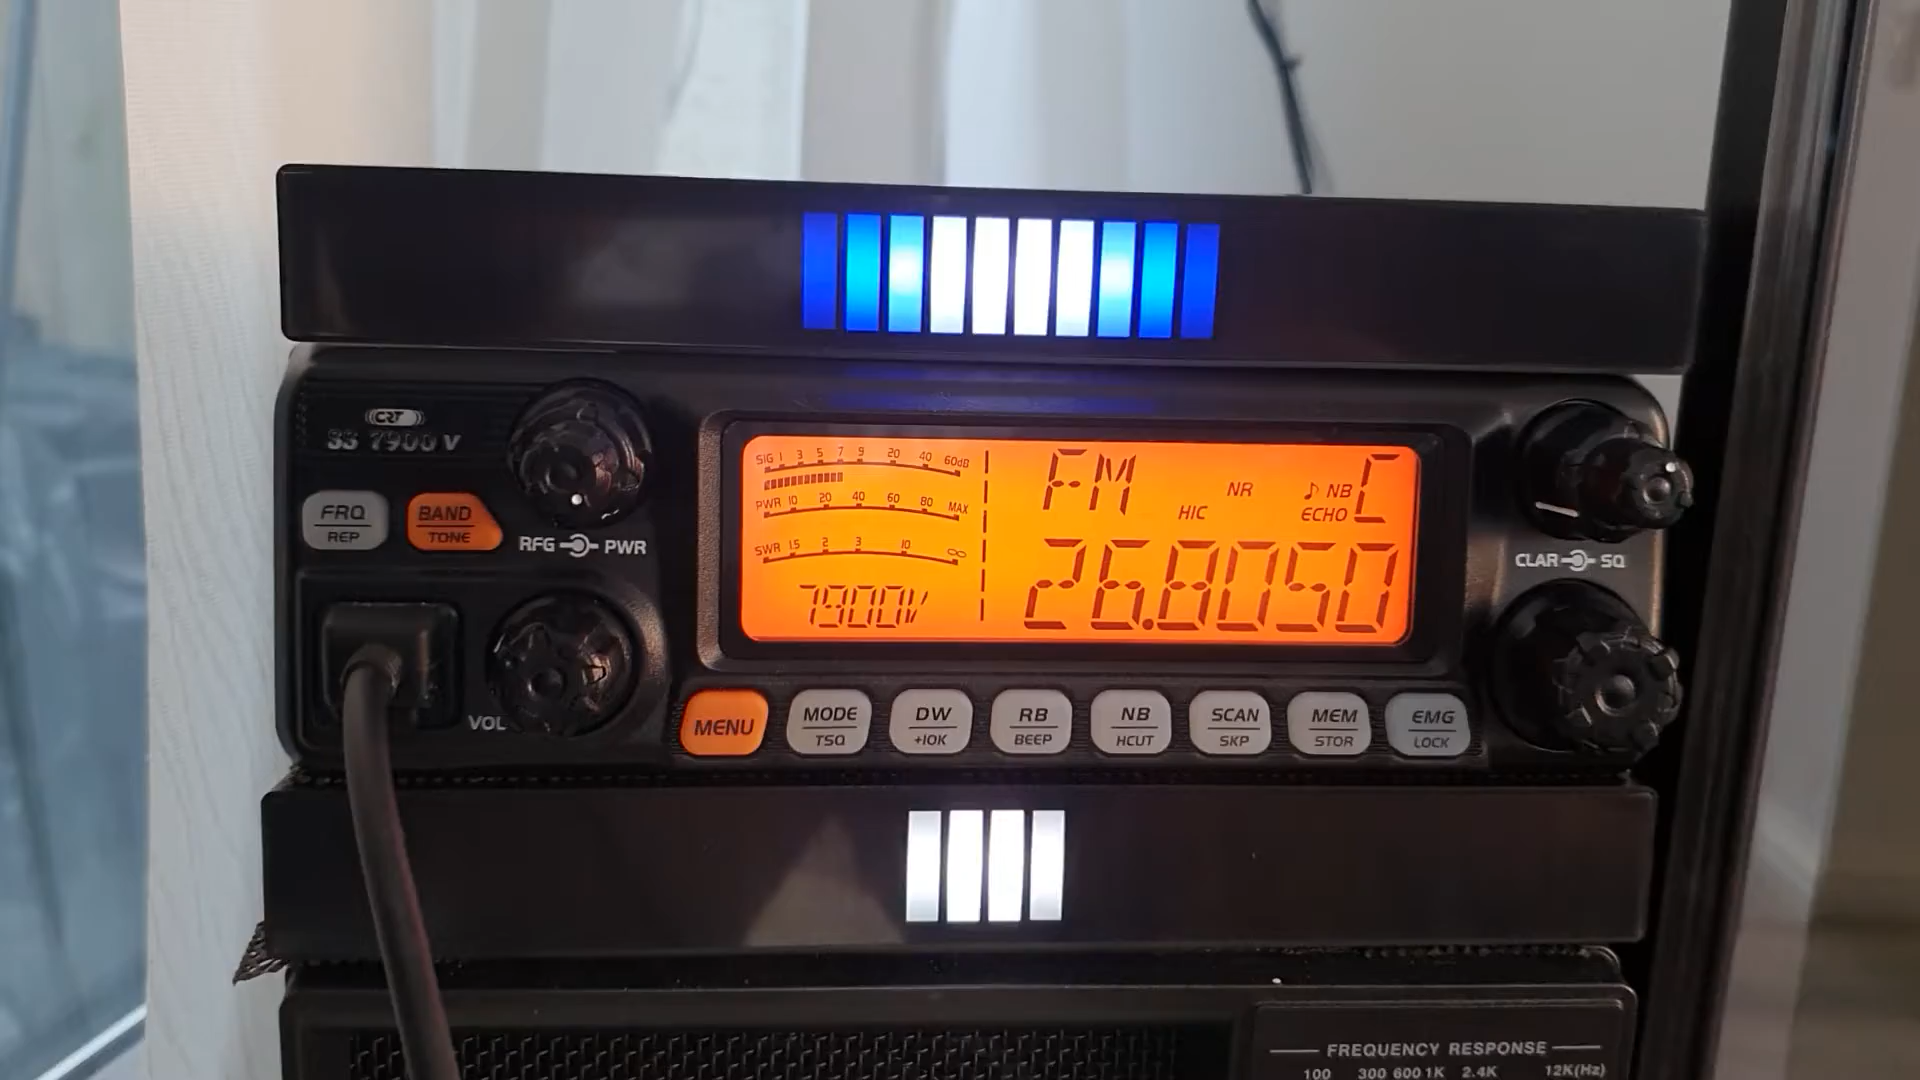 CRT
SS 7900 V
FRQ
REP
BAND
TONE
RFG PWR
VOL
SIG 1 3 5 7 9 20 40 60dB
PWR 10 20 40 60 80 MAX
SWR 1.5 2 3 10 ∞
7900V
FM
NR
HIC
♪ NB
ECHO
C
26.8050
CLAR SQ
MENU
MODE
TSQ
DW
+10K
RB
BEEP
NB
HCUT
SCAN
SKP
MEM
STOR
EMG
LOCK
FREQUENCY RESPONSE
100 300 600 1K 2.4K 12K(Hz)